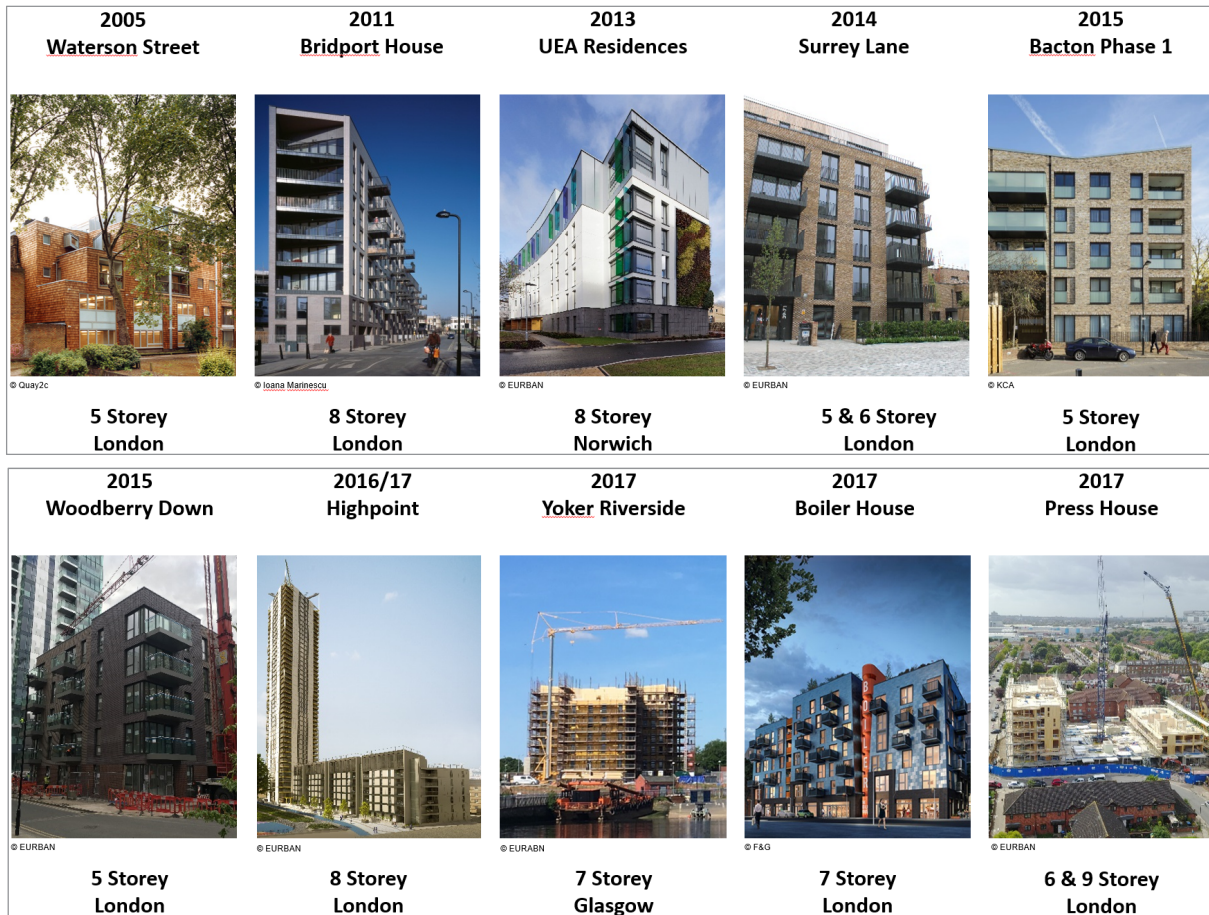 2005
Waterson Street
2011
Bridport House
2013
UEA Residences
2014
Surrey Lane
2015
Bacton Phase 1
© Quay2c
© Ioana Marinescu
© EURBAN
© EURBAN
© KCA
5 Storey
London
8 Storey
London
8 Storey
Norwich
5 & 6 Storey
London
5 Storey
London
2015
Woodberry Down
2016/17
Highpoint
2017
Yoker Riverside
2017
Boiler House
2017
Press House
BOILER
© EURBAN
© EURBAN
© EURABN
© F&G
© EURBAN
5 Storey
London
8 Storey
London
7 Storey
Glasgow
7 Storey
London
6 & 9 Storey
London